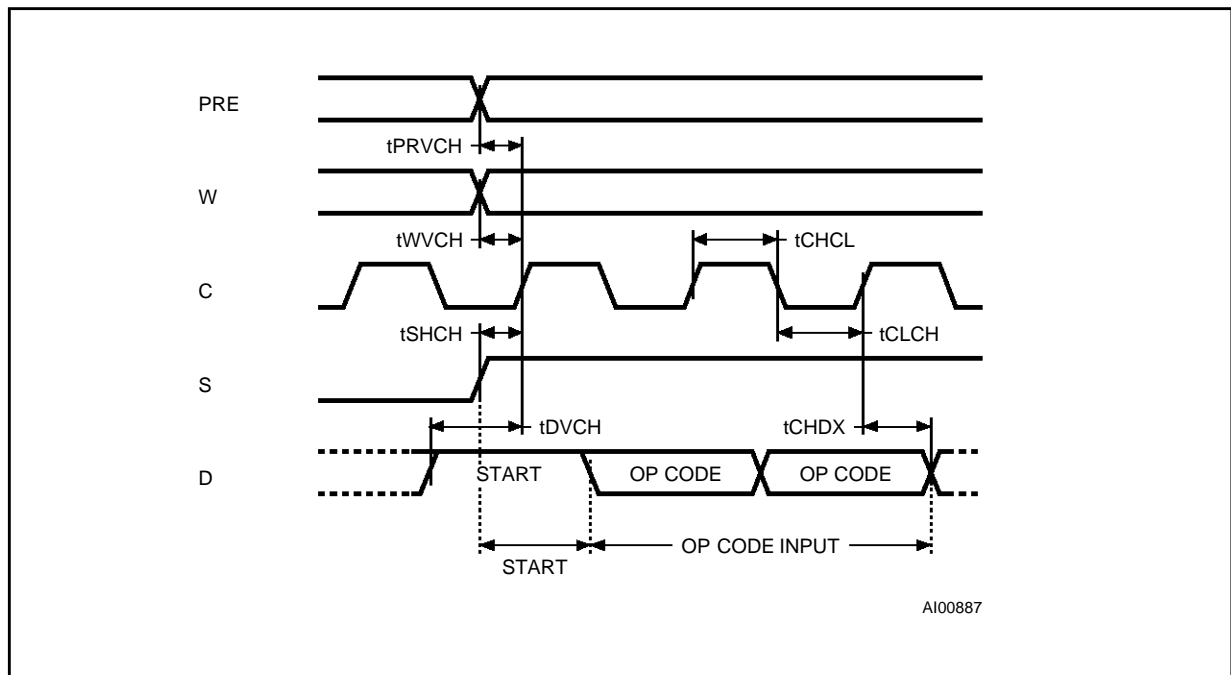 PRE
tPRVCH
W
tWVCH
tCHCL
C
tSHCH
tCLCH
S
tDVCH
tCHDX
D
START
OP CODE
OP CODE
OP CODE INPUT
START
AI00887